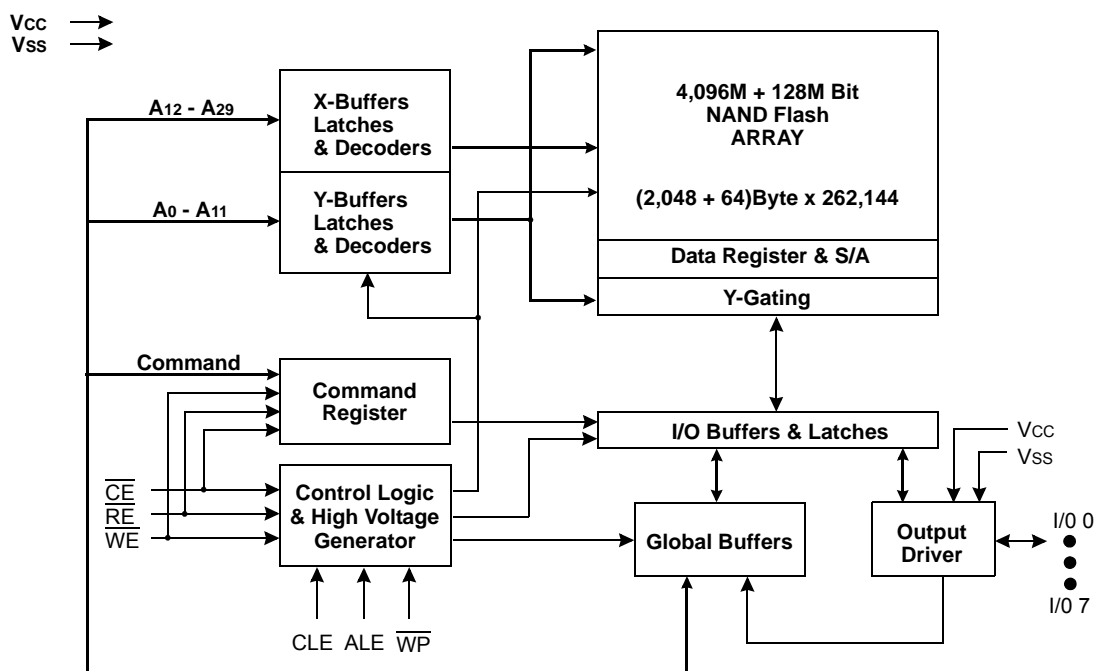 VCC
VSS
A12 - A29
X-Buffers
Latches
& Decoders
A0 - A11
Y-Buffers
Latches
& Decoders
4,096M + 128M Bit
NAND Flash
ARRAY
(2,048 + 64)Byte x 262,144
Data Register & S/A
Y-Gating
Command
Command
Register
I/O Buffers & Latches
VCC
VSS
CE
RE
WE
Control Logic
& High Voltage
Generator
Global Buffers
Output
Driver
I/0 0
I/0 7
CLE ALE WP